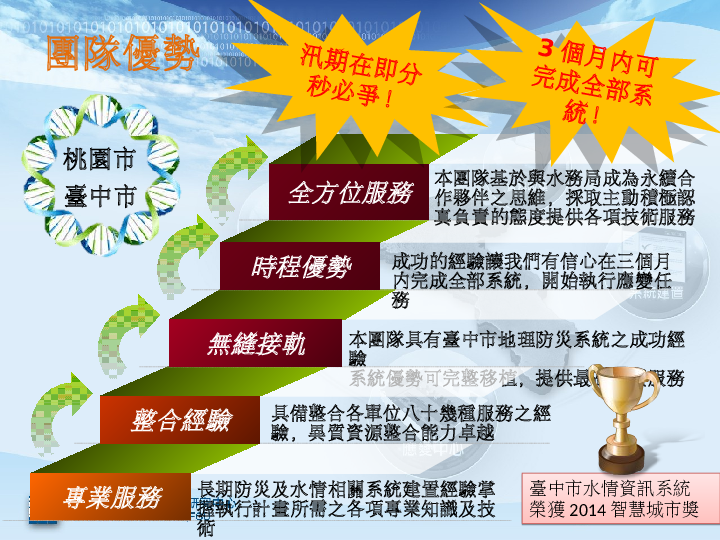 團隊優勢
汛期在即分
秒必爭！
3 個月内可
完成全部系
統！
桃園市
臺中市
全方位服務
本團隊基於與水務局成為永續合
作夥伴之思維，採取主動積極認
真負責的態度提供各項技術服務
時程優勢
成功的經驗讓我們有信心在三個月
内完成全部系統，開始執行應變任
務
無縫接軌
本團隊具有臺中市地理防災系統之成功經
驗
系統優勢可完整移植，提供最
服務
應變中心
整合經驗
具備整合各單位八十幾種服務之經
驗，異質資源整合能力卓越
專業服務
長期防災及水情相關系統建置經驗掌
握執行計畫所需之各項專業知識及技
術
臺中市水情資訊系統
榮獲 2014 智慧城市獎